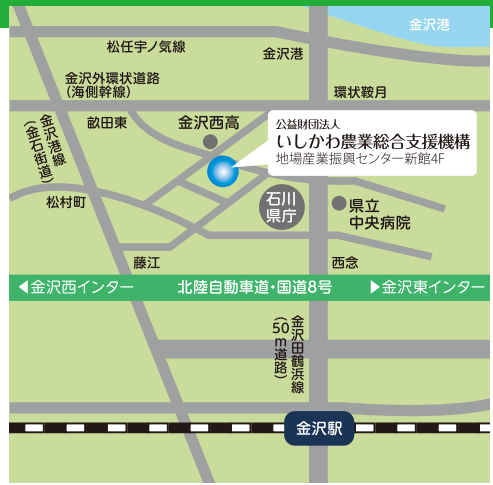 金沢港
松任宇ノ気線
金沢港
金沢外環状道路
(海側幹線)
環状鞍月
金沢港線
(金石街道)
畝田東
金沢西高
公益財団法人
いしかわ農業総合支援機構
地場産業振興センター新館4F
松村町
石川
県庁
県立
中央病院
藤江
西念
金沢西インター
北陸自動車道・国道8号
金沢東インター
金沢田鶴浜線
(50m道路)
金沢駅